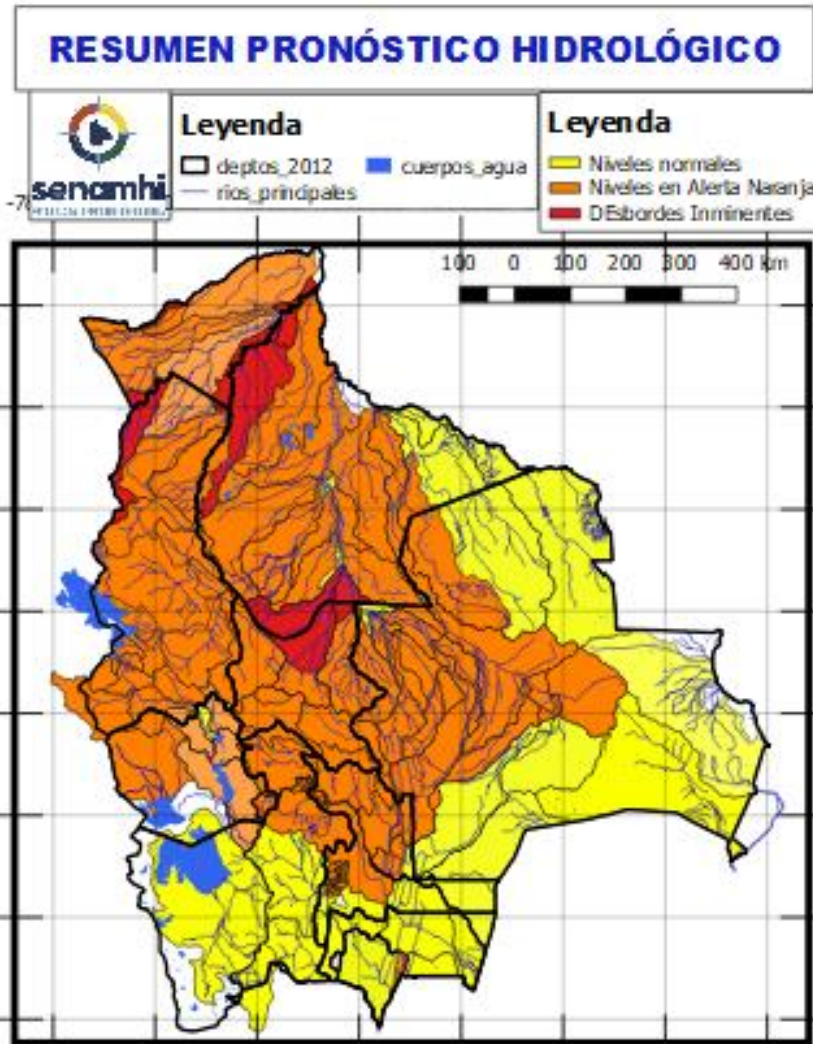 RESUMEN PRONÓSTICO HIDROLÓGICO
senamhi
Leyenda
deptos_2012
cuerpos_agua
rios_principales
Leyenda
Niveles normales
Niveles en Alerta Naranja
DEsbordes Inminentes
100 0 100 200 300 400 km